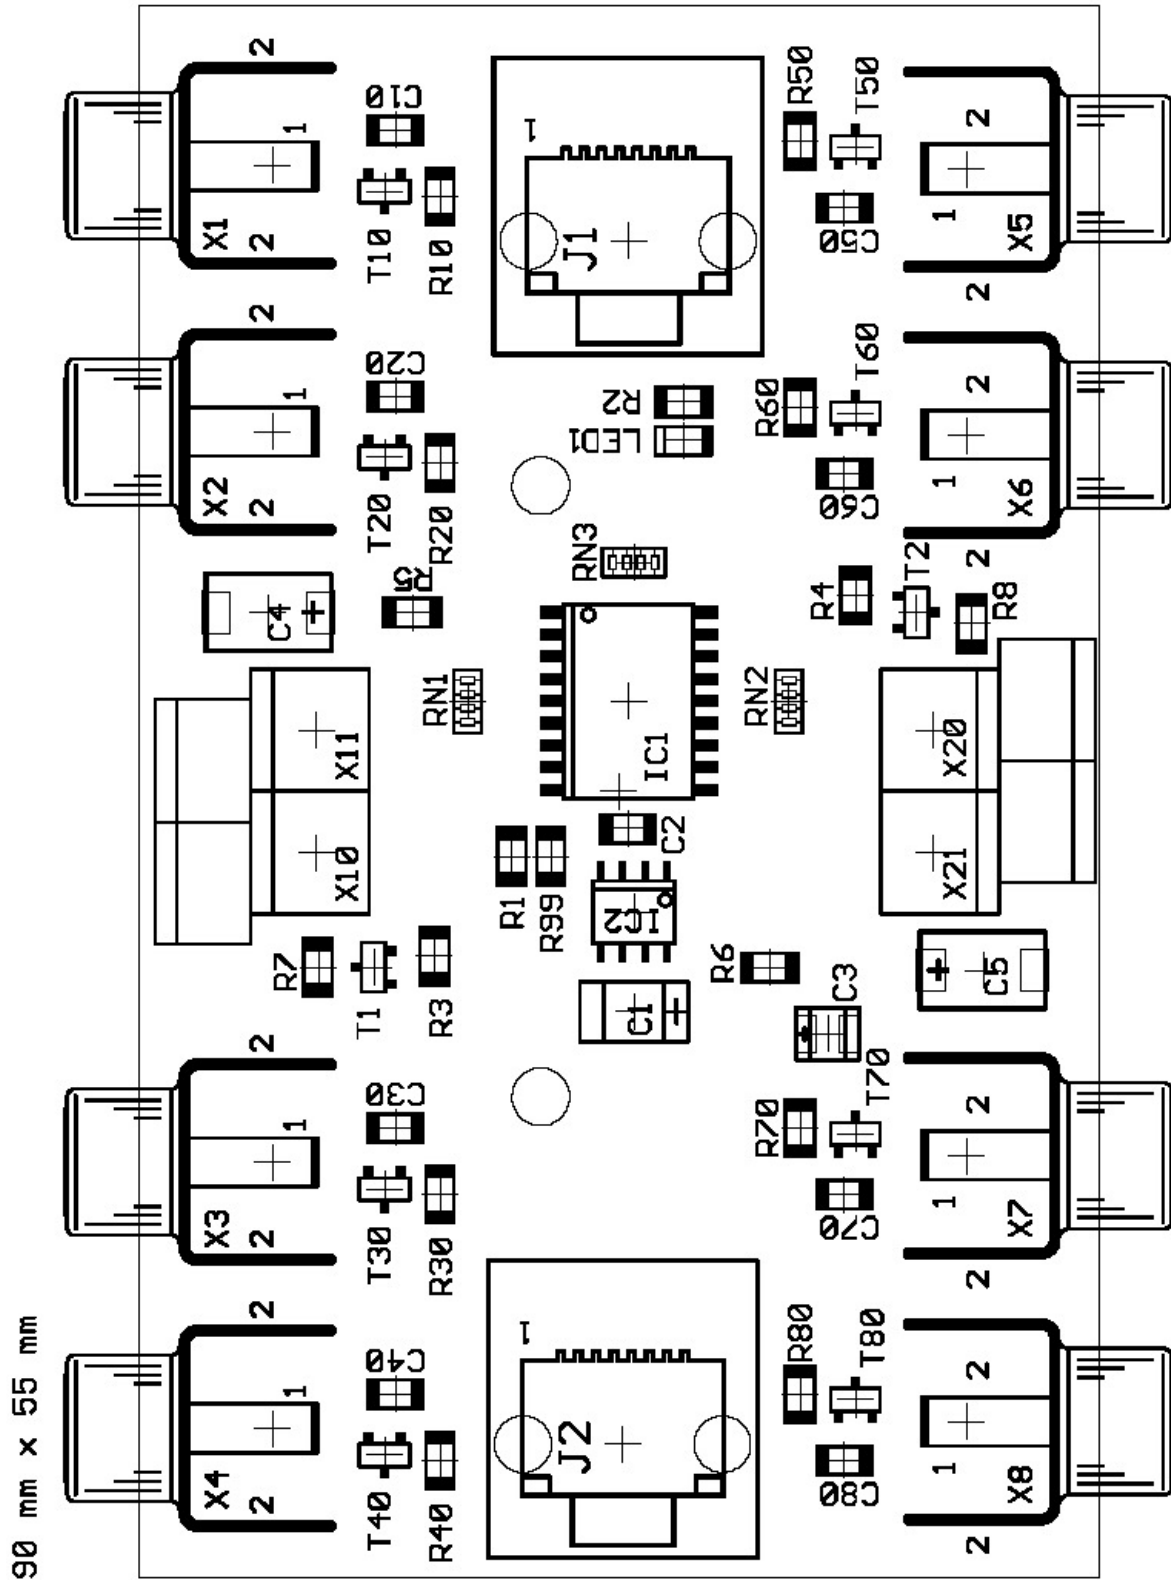 2
1
C10
X1
2
T10
R10
1
J1
R50
T50
C50
2
1
X5
2
2
1
C20
X2
2
T20
R20
R2
LED1
R60
T60
C60
2
1
X6
2
C4
R5
RN3
R4
T2
R8
X11
X10
RN1
IC1
RN2
X20
X21
C2
R1
R99
IC2
R7
T1
R3
C1
R6
C3
C5
2
1
C30
X3
2
T30
R30
R70
T70
C70
2
1
X7
2
2
1
C40
X4
2
T40
R40
1
J2
R80
T80
C80
2
1
X8
2
90 mm x 55 mm